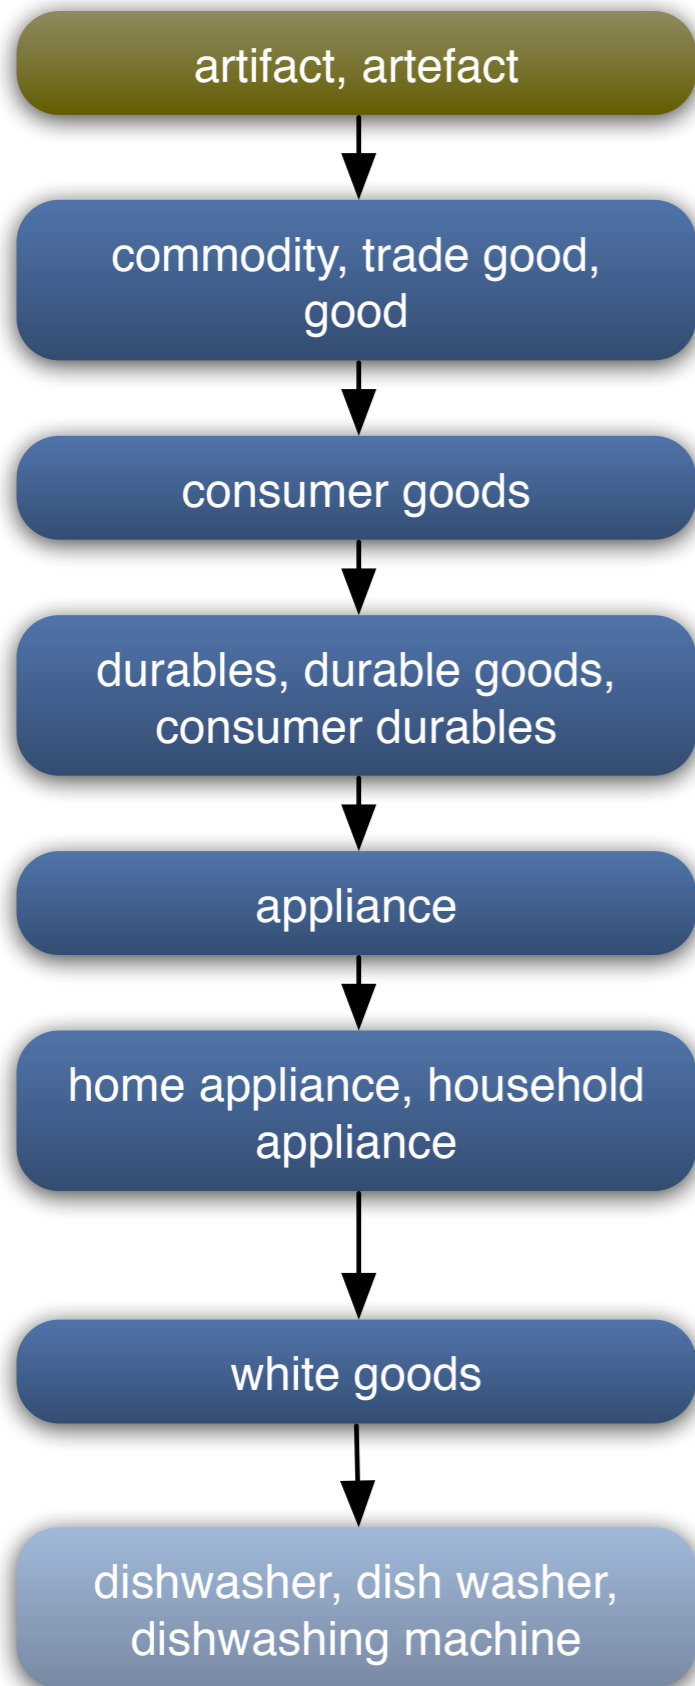 artifact, artefact
commodity, trade good,
good
consumer goods
durables, durable goods,
consumer durables
appliance
home appliance, household
appliance
white goods
dishwasher, dish washer,
dishwashing machine